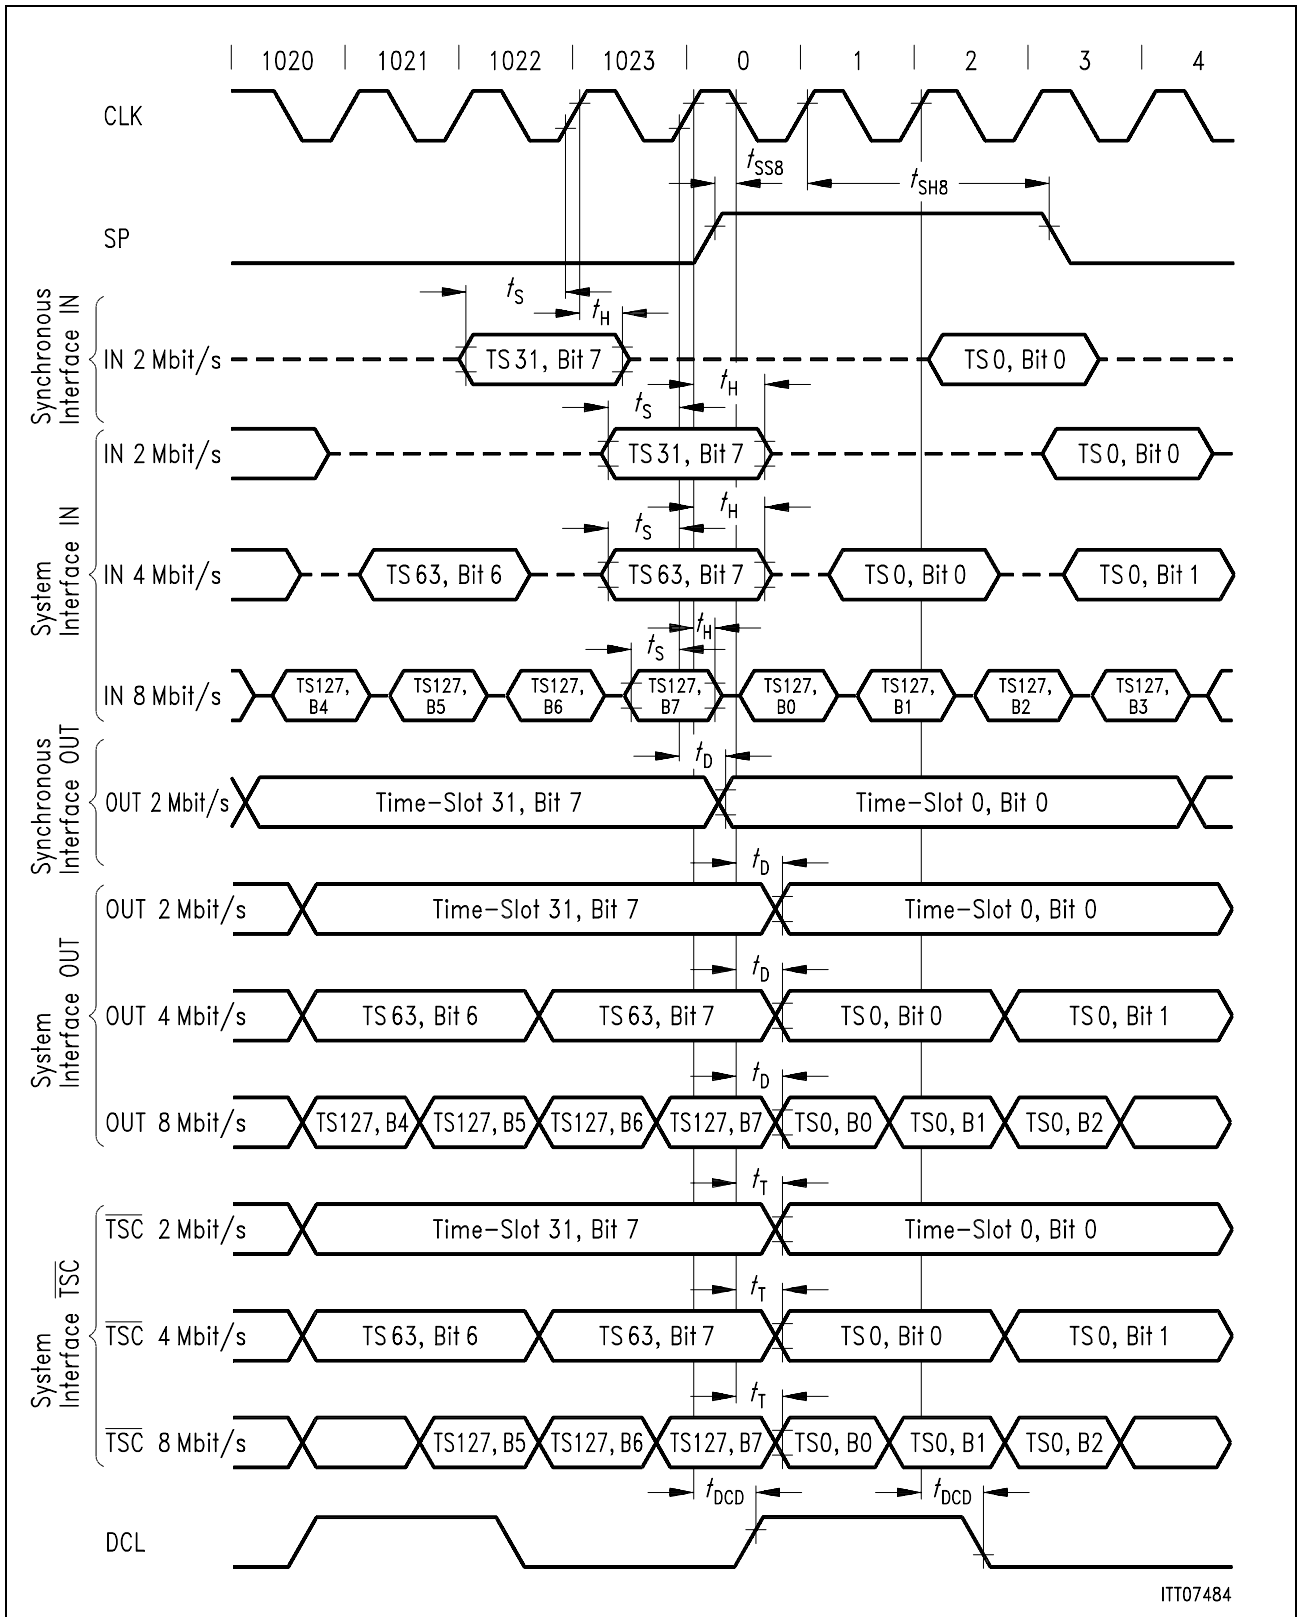 1020 1021 1022 1023 0 1 2 3 4
CLK
tSS8
tSH8
SP
Synchronous
Interface IN
tS
tH
IN 2 Mbit/s
TS 31, Bit 7
TS 0, Bit 0
tH
tS
System
Interface IN
IN 2 Mbit/s
TS 31, Bit 7
TS 0, Bit 0
tH
tS
IN 4 Mbit/s
TS 63, Bit 6
TS 63, Bit 7
TS 0, Bit 0
TS 0, Bit 1
tH
tS
IN 8 Mbit/s
TS127, B4
TS127, B5
TS127, B6
TS127, B7
TS127, B0
TS127, B1
TS127, B2
TS127, B3
Synchronous
Interface OUT
tD
OUT 2 Mbit/s
Time-Slot 31, Bit 7
Time-Slot 0, Bit 0
System
Interface OUT
tD
OUT 2 Mbit/s
Time-Slot 31, Bit 7
Time-Slot 0, Bit 0
tD
OUT 4 Mbit/s
TS 63, Bit 6
TS 63, Bit 7
TS 0, Bit 0
TS 0, Bit 1
tD
OUT 8 Mbit/s
TS127, B4
TS127, B5
TS127, B6
TS127, B7
TS0, B0
TS0, B1
TS0, B2
System
Interface TSC
tT
TSC 2 Mbit/s
Time-Slot 31, Bit 7
Time-Slot 0, Bit 0
tT
TSC 4 Mbit/s
TS 63, Bit 6
TS 63, Bit 7
TS 0, Bit 0
TS 0, Bit 1
tT
TSC 8 Mbit/s
TS127, B5
TS127, B6
TS127, B7
TS0, B0
TS0, B1
TS0, B2
tDCD
tDCD
DCL
ITT07484